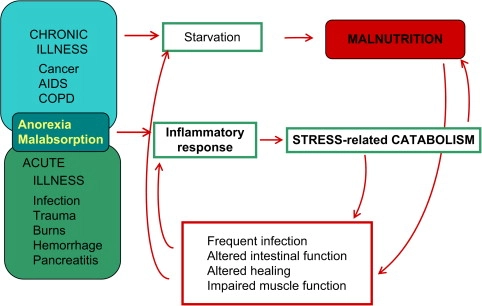 CHRONIC
ILLNESS
Cancer
AIDS
COPD
Anorexia
Malabsorption
ACUTE
ILLNESS
Infection
Trauma
Burns
Hemorrhage
Pancreatitis
Starvation
MALNUTRITION
Inflammatory
response
STRESS-related CATABOLISM
Frequent infection
Altered intestinal function
Altered healing
Impaired muscle function